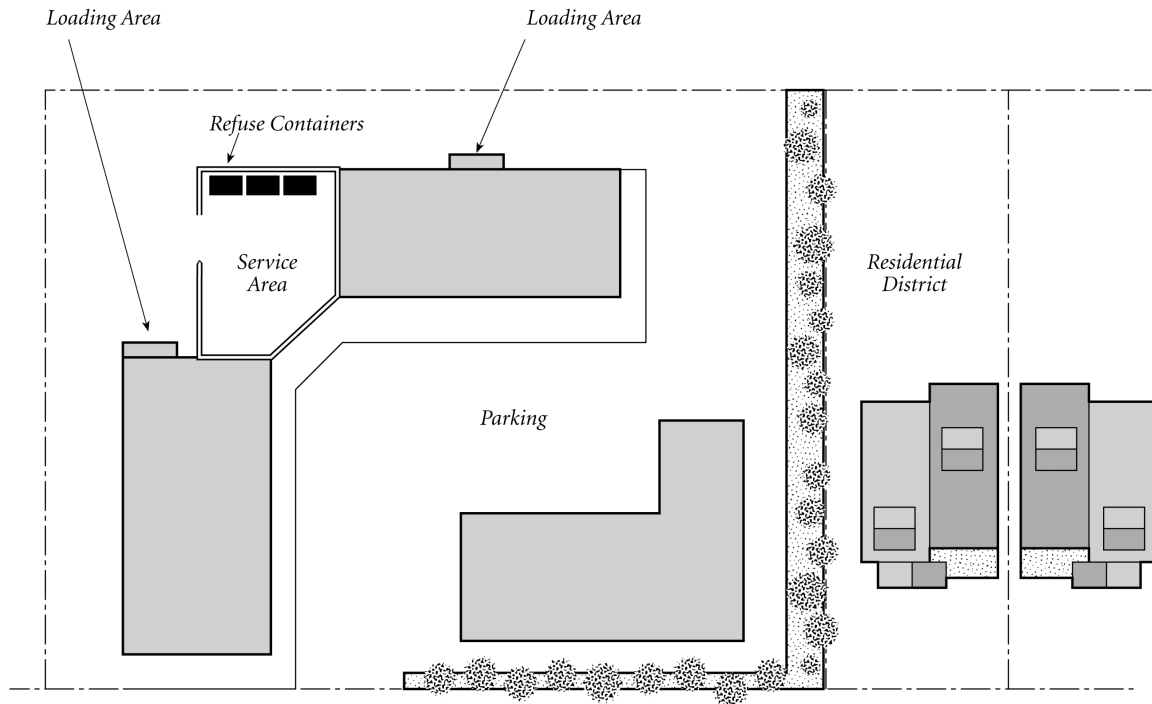 Loading Area
Loading Area
Refuse Containers
Service
Area
Residential
District
Parking